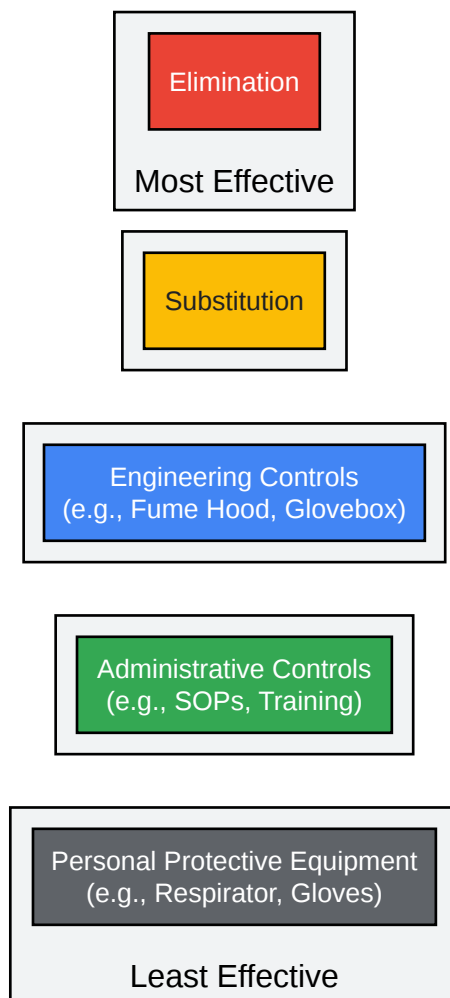 Elimination
Most Effective
Substitution
Engineering Controls
(e.g., Fume Hood, Glovebox)
Administrative Controls
(e.g., SOPs, Training)
Personal Protective Equipment
(e.g., Respirator, Gloves)
Least Effective